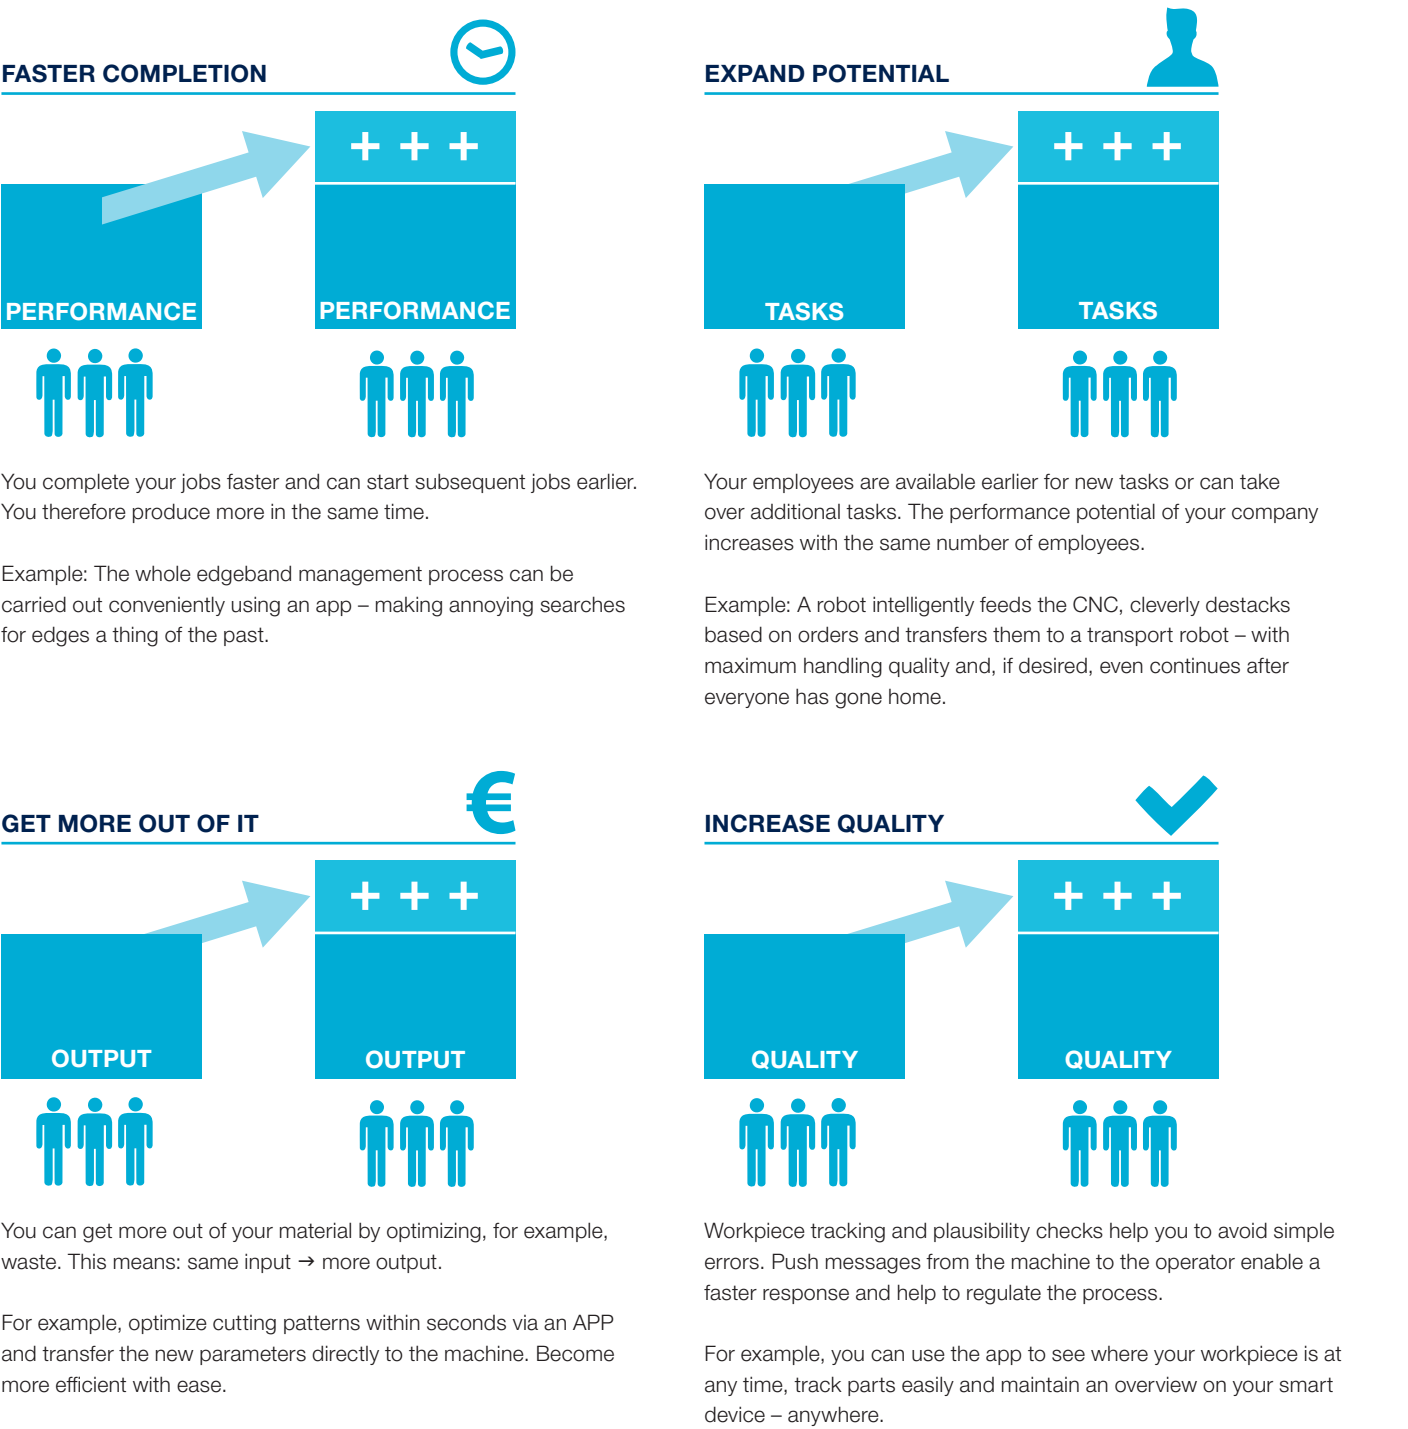 FASTER COMPLETION
+ + +
PERFORMANCE
PERFORMANCE
You complete your jobs faster and can start subsequent jobs earlier.
You therefore produce more in the same time.
Example: The whole edgeband management process can be
carried out conveniently using an app – making annoying searches
for edges a thing of the past.
EXPAND POTENTIAL
+ + +
TASKS
TASKS
Your employees are available earlier for new tasks or can take
over additional tasks. The performance potential of your company
increases with the same number of employees.
Example: A robot intelligently feeds the CNC, cleverly destacks
based on orders and transfers them to a transport robot – with
maximum handling quality and, if desired, even continues after
everyone has gone home.
GET MORE OUT OF IT
€
+ + +
OUTPUT
OUTPUT
You can get more out of your material by optimizing, for example,
waste. This means: same input → more output.
For example, optimize cutting patterns within seconds via an APP
and transfer the new parameters directly to the machine. Become
more efficient with ease.
INCREASE QUALITY
+ + +
QUALITY
QUALITY
Workpiece tracking and plausibility checks help you to avoid simple
errors. Push messages from the machine to the operator enable a
faster response and help to regulate the process.
For example, you can use the app to see where your workpiece is at
any time, track parts easily and maintain an overview on your smart
device – anywhere.